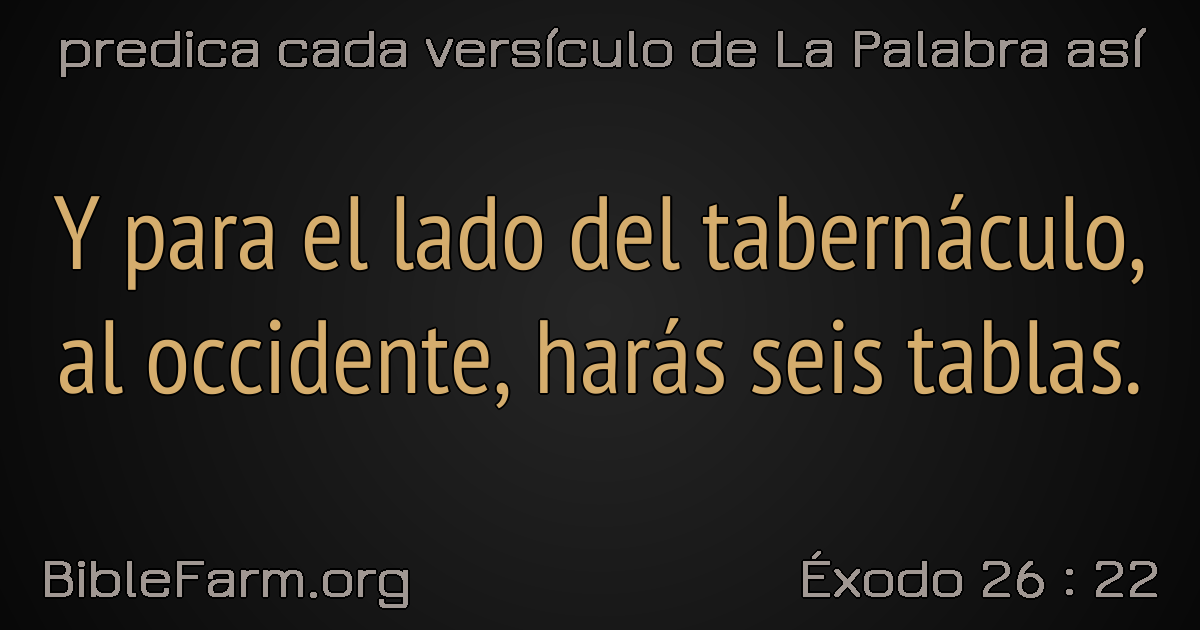 predica cada versículo de La Palabra así
Y para el lado del tabernáculo,
al occidente, harás seis tablas.
BibleFarm.org
Éxodo 26 : 22